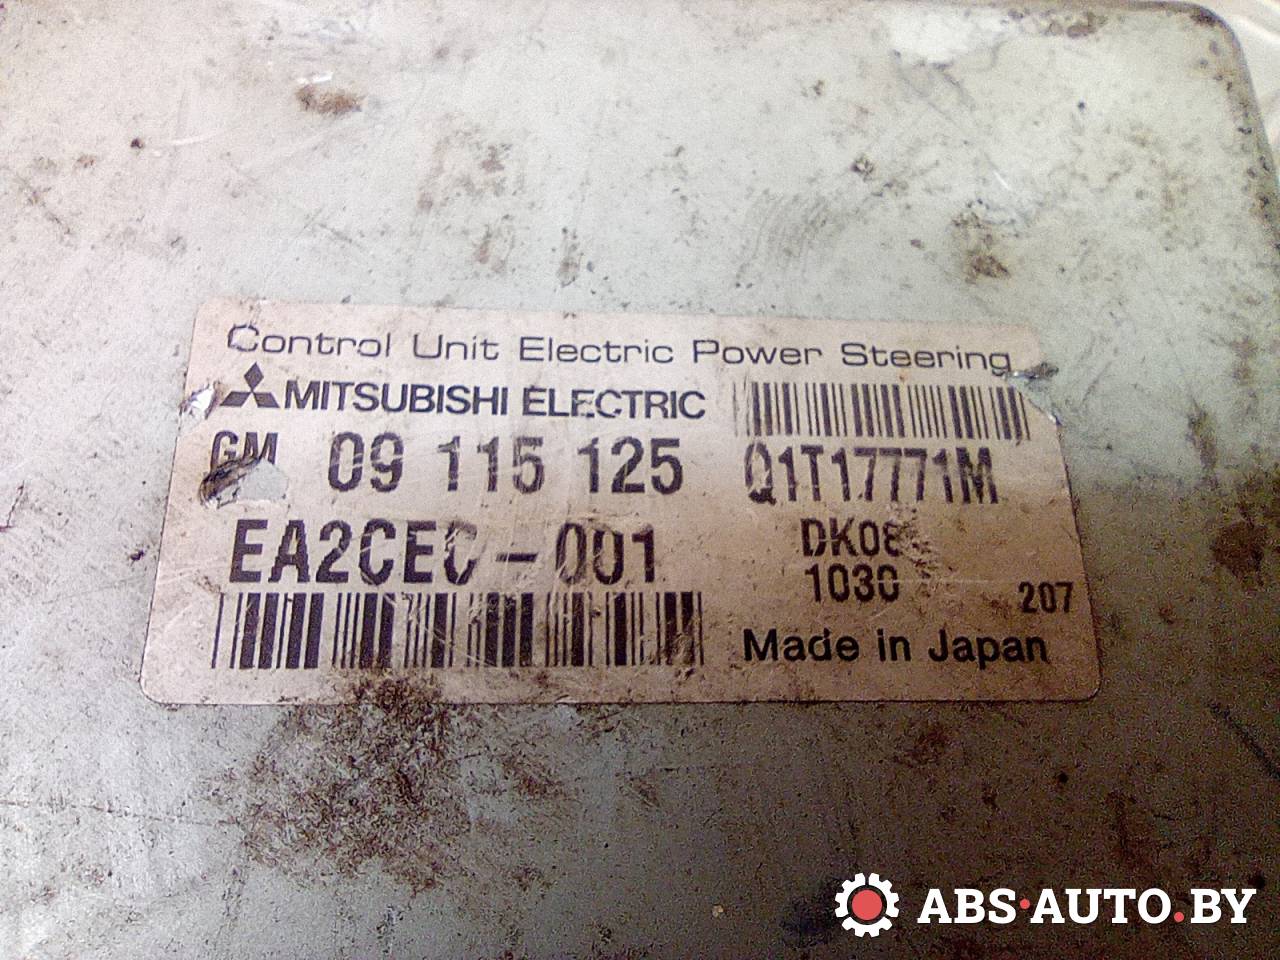 Control Unit Electric Power Steering
MITSUBISHI ELECTRIC
GM 09 115 125 Q1T17771M
EA2CEC-001 DK08
1030
207
Made in Japan
ABS·AUTO.BY